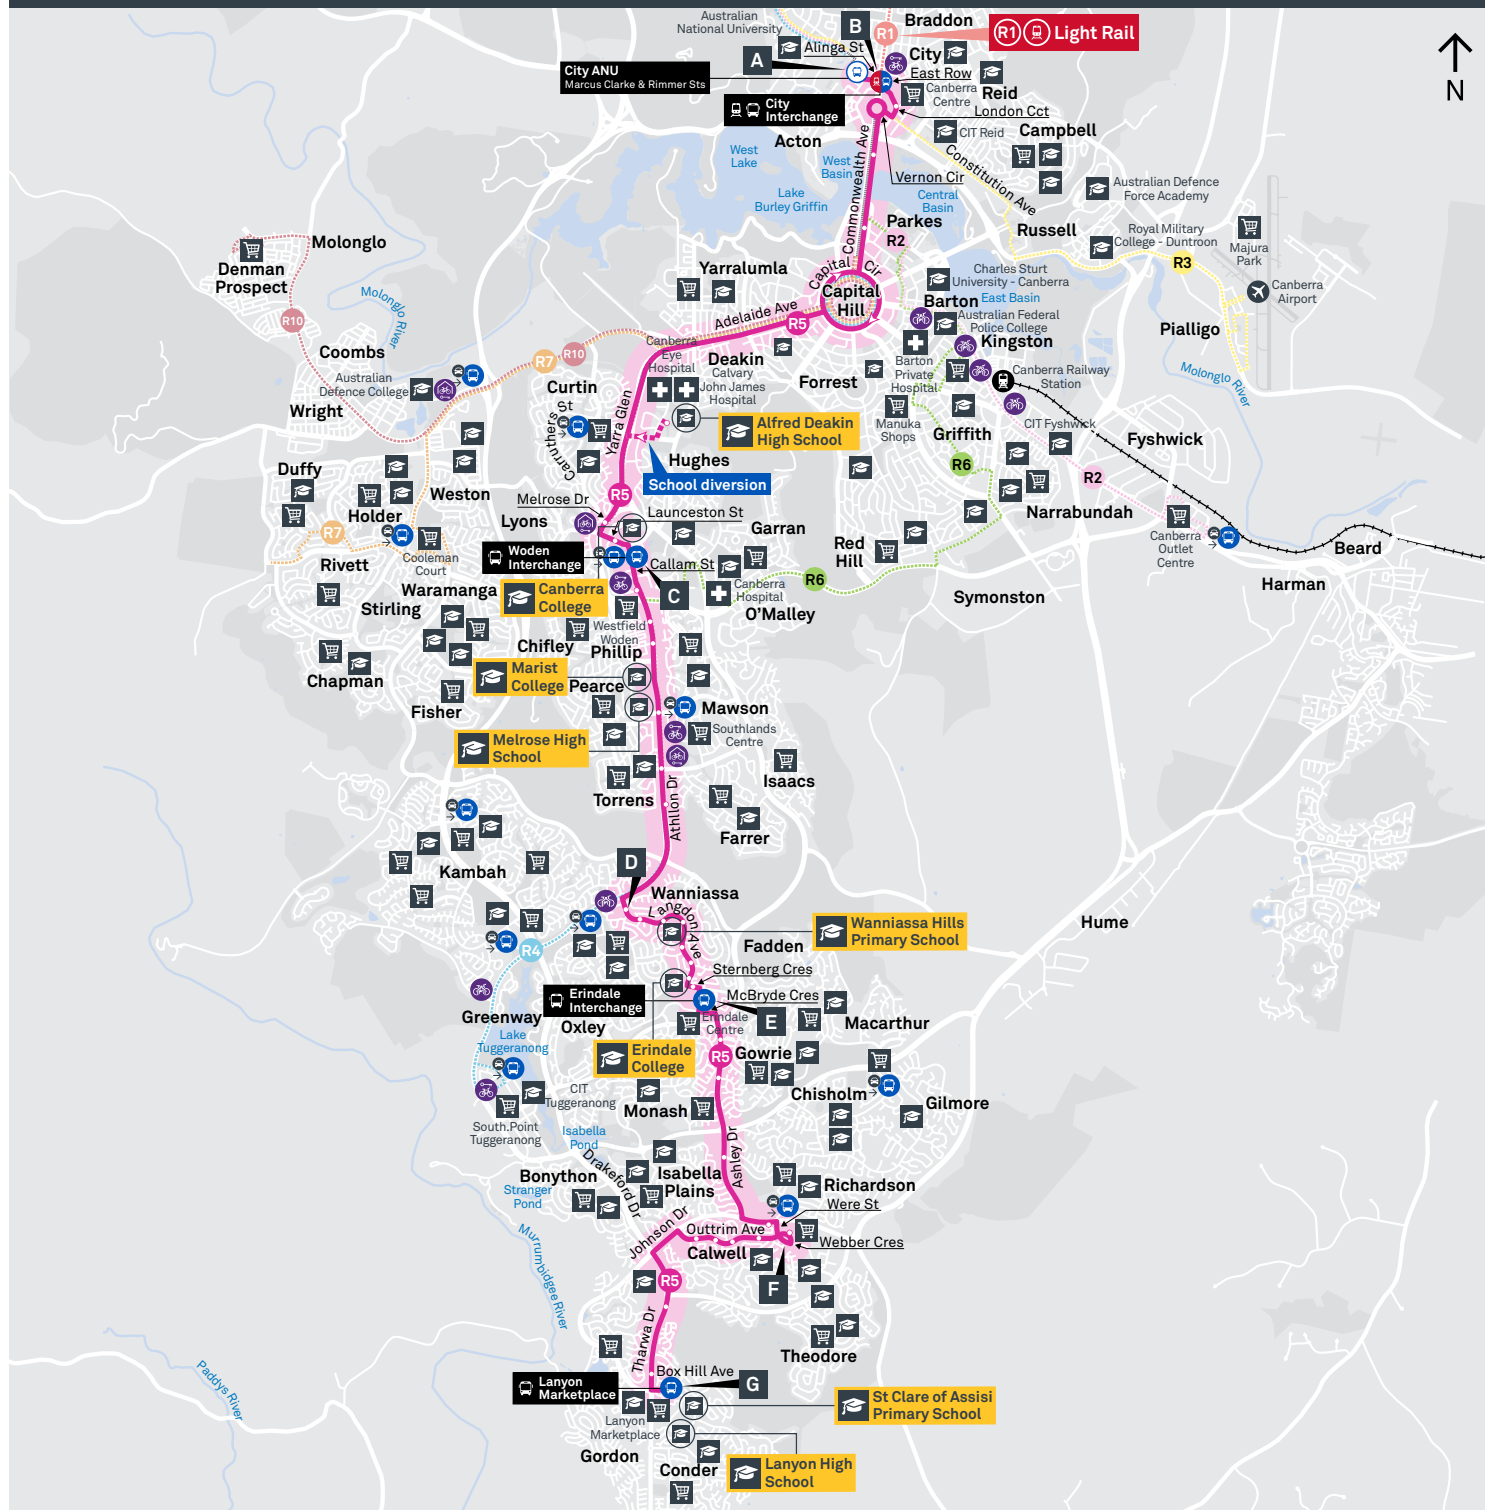 Australian
National University
B
R1
Braddon
R1 Light Rail
N
A
Alinga St
City
City ANU
Marcus Clarke & Rimmer Sts
East Row
Canberra
Centre
Reid
City
Interchange
London Cct
Acton
CIT Reid
Campbell
West
Lake
West
Basin
Commonwealth Ave
Constitution Ave
Vernon Cir
Australian Defence
Force Academy
Lake
Burley Griffin
Central
Basin
Parkes
R2
Russell
Royal Military
College - Duntroon
Majura
Park
R3
Molonglo
Denman
Prospect
Yarralumla
Capital Cir
Charles Sturt
University - Canberra
Canberra
Airport
Molonglo River
Capital
Hill
Barton
East Basin
R10
Adelaide Ave
R5
Australian Federal
Police College
Pialligo
Kingston
Coombs
R7
R10
Canberra
Eye
Hospital
Deakin
Barton
Private
Hospital
Canberra Railway
Station
Molonglo River
Australian
Defence College
Curtin
Calvary
John James
Hospital
Forrest
Wright
Carruthers St
Yarra Glen
Manuka
Shops
CIT Fyshwick
Alfred Deakin
High School
Griffith
Fyshwick
Hughes
Duffy
R6
R2
School diversion
Weston
R5
Melrose Dr
Launceston St
Holder
Lyons
Garran
Narrabundah
R7
Cooleman
Court
Woden
Interchange
Red
Hill
Canberra
Outlet
Centre
Beard
Rivett
Callam St
Waramanga
Canberra
College
C
Canberra
Hospital
R6
Harman
Stirling
O'Malley
Symonston
Westfield
Woden
Chifley
Phillip
Chapman
Marist
College
Pearce
Fisher
Mawson
Melrose High
School
Southlands
Centre
Isaacs
Torrens
Athllon Dr
Farrer
Kambah
D
Wanniassa
Langdon Ave
Wanniassa Hills
Primary School
Hume
R4
Fadden
Sternberg Cres
Erindale
Interchange
McBryde Cres
Greenway
Oxley
Erindale
Centre
E
Macarthur
Lake
Tuggeranong
Erindale
College
R5
Gowrie
Chisholm
CIT
Tuggeranong
Monash
Gilmore
South.Point
Tuggeranong
Isabella
Pond
Ashley Dr
Drakeford Dr
Bonython
Isabella
Plains
Richardson
Stranger
Pond
Were St
Johnson Dr
Outtrim Ave
Webber Cres
Murrumbidgee River
Calwell
R5
F
Tharwa Dr
Theodore
Paddys River
Box Hill Ave
Lanyon
Marketplace
G
St Clare of Assisi
Primary School
Lanyon
Marketplace
Gordon
Conder
Lanyon High
School